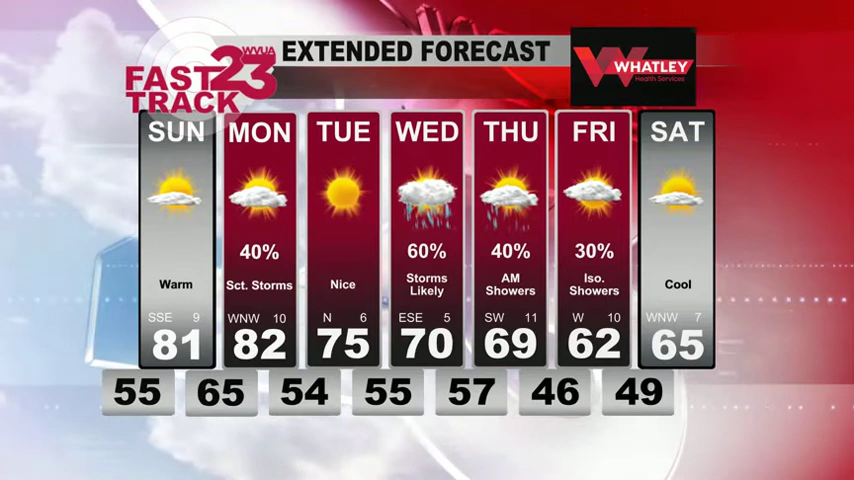 WVUA
23
FAST
TRACK
EXTENDED FORECAST
WHATLEY
Health Services
SUN MON TUE WED THU FRI SAT
40% 60% 40% 30%
Warm Sct. Storms Nice Storms Likely AM Showers Iso. Showers Cool
SSE 9 WNW 10 N 6 ESE 5 SW 11 W 10 WNW 7
81 82 75 70 69 62 65
55 65 54 55 57 46 49